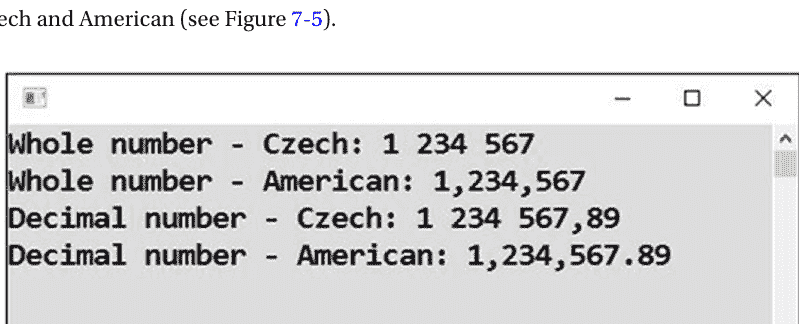 ech and American (see Figure 7-5).
Whole number - Czech: 1 234 567
Whole number - American: 1,234,567
Decimal number - Czech: 1 234 567,89
Decimal number - American: 1,234,567.89